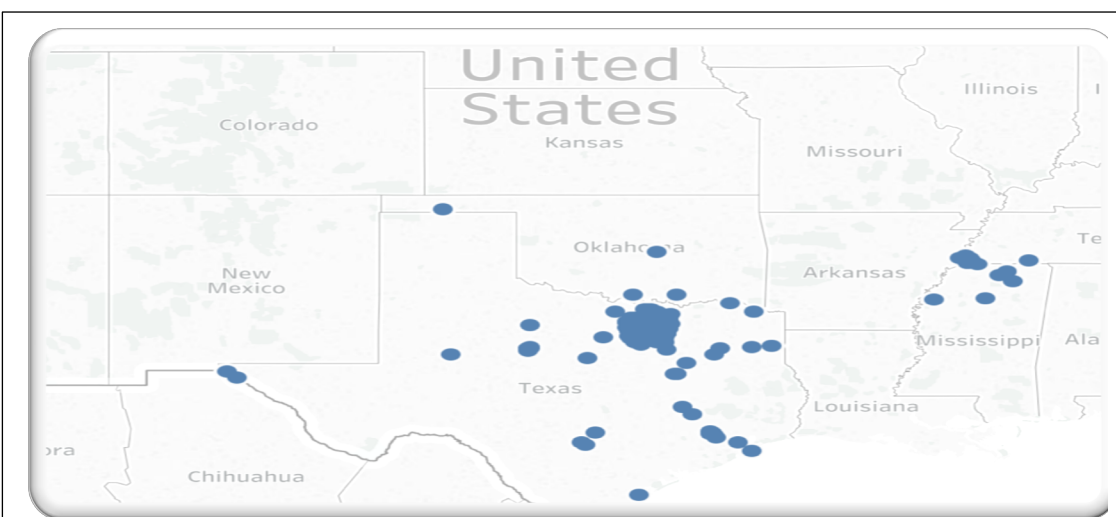 United
States
Illinois
I
Colorado
Kansas
Missouri
Oklahoma
Te
New
Mexico
Arkansas
Mississippi
Ala
Texas
Louisiana
ora
Chihuahua